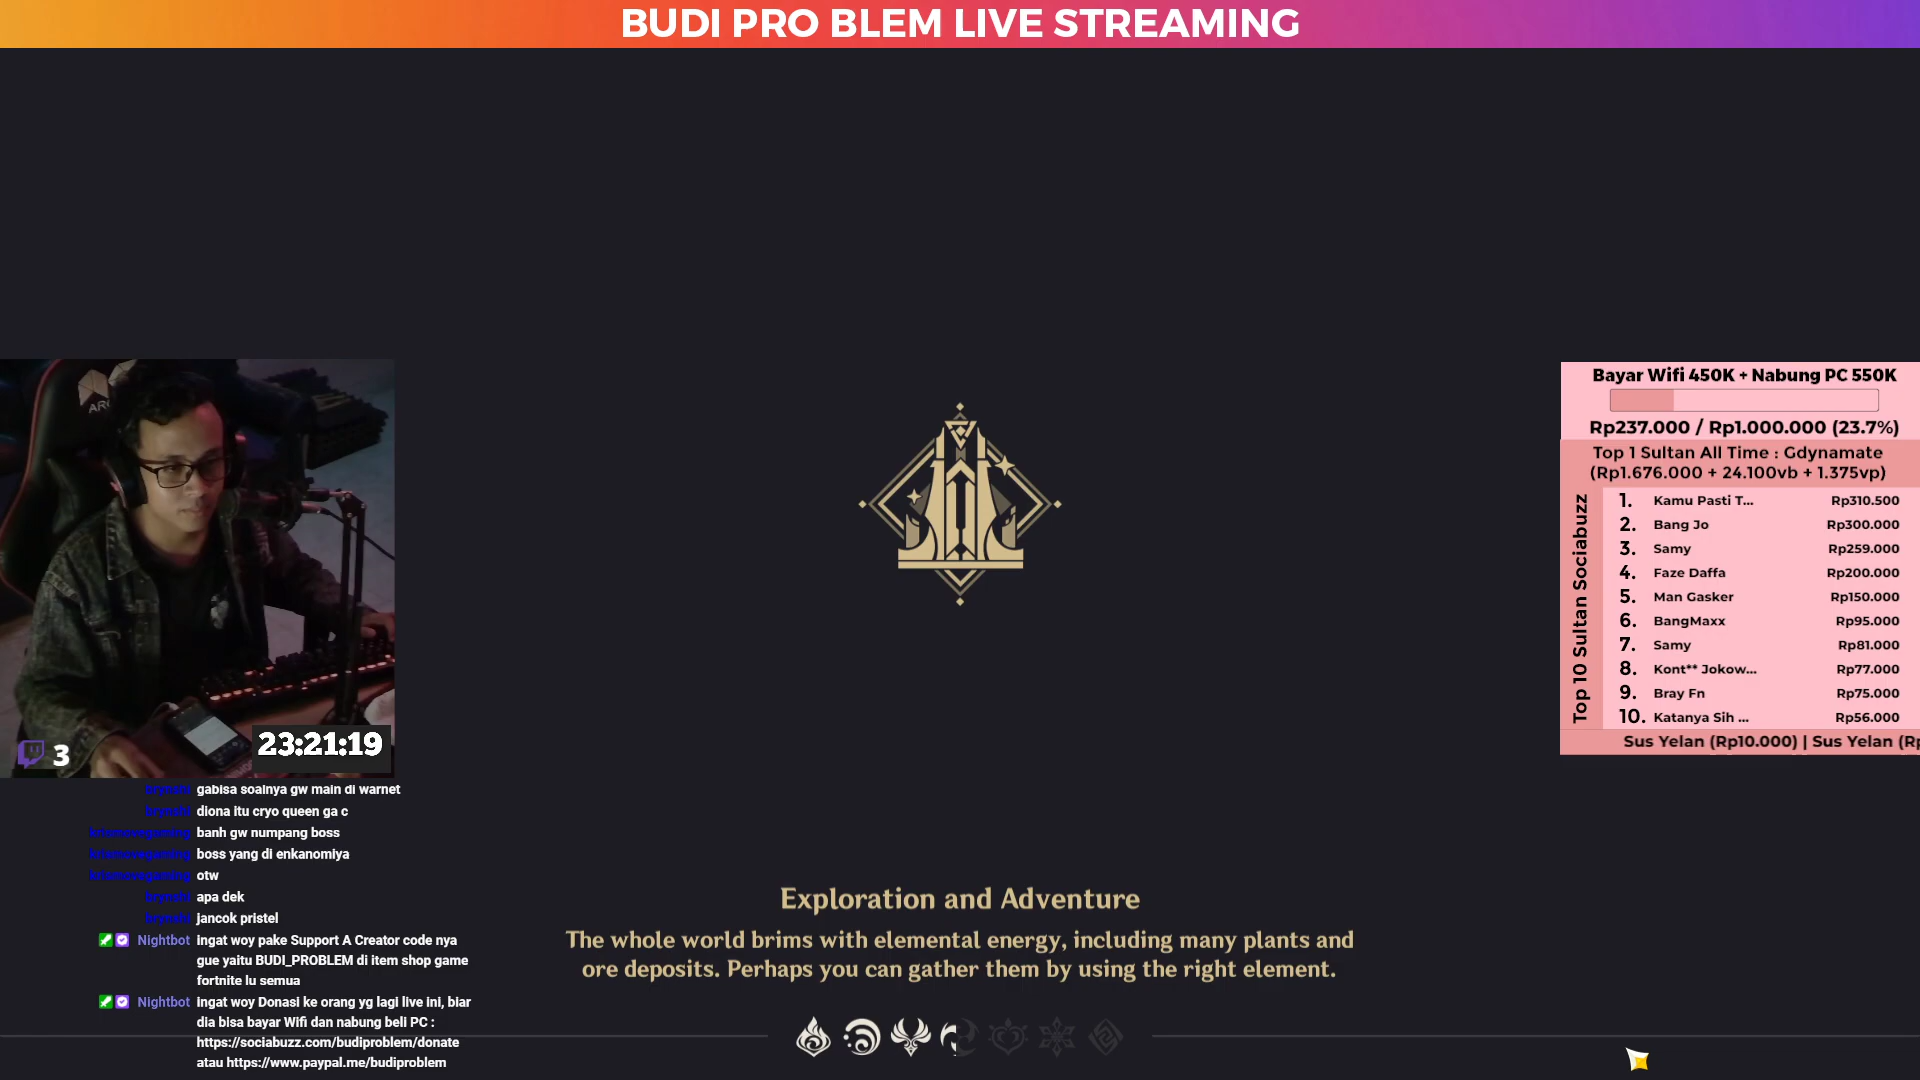 BUDI PRO BLEM LIVE STREAMING
Bayar Wifi 450K + Nabung PC 550K
Rp237.000 / Rp1.000.000 (23.7%)
Top 1 Sultan All Time : Gdynamate
(Rp1.676.000 + 24.100vb + 1.375vp)
Top 10 Sultan Sociabuzz
1. Kamu Pasti T... Rp310.500
2. Bang Jo Rp300.000
3. Samy Rp259.000
4. Faze Daffa Rp200.000
5. Man Gasker Rp150.000
6. BangMaxx Rp95.000
7. Samy Rp81.000
8. Kont** Jokow... Rp77.000
9. Bray Fn Rp75.000
10. Katanya Sih ... Rp56.000
Sus Yelan (Rp10.000) | Sus Yelan (Rp
3
23:21:19
gabisa soalnya gw main di warnet
diona itu cryo queen ga c
banh gw numpang boss
boss yang di enkanomiya
otw
apa dek
jancok pristel
Nightbot Ingat woy pake Support A Creator code nya
gue yaitu BUDI_PROBLEM di item shop game
fortnite lu semua
Nightbot Ingat woy Donasi ke orang yg lagi live ini, biar
dia bisa bayar Wifi dan nabung beli PC :
https://sociabuzz.com/budiproblem/donate
atau https://www.paypal.me/budiproblem
Exploration and Adventure
The whole world brims with elemental energy, including many plants and
ore deposits. Perhaps you can gather them by using the right element.